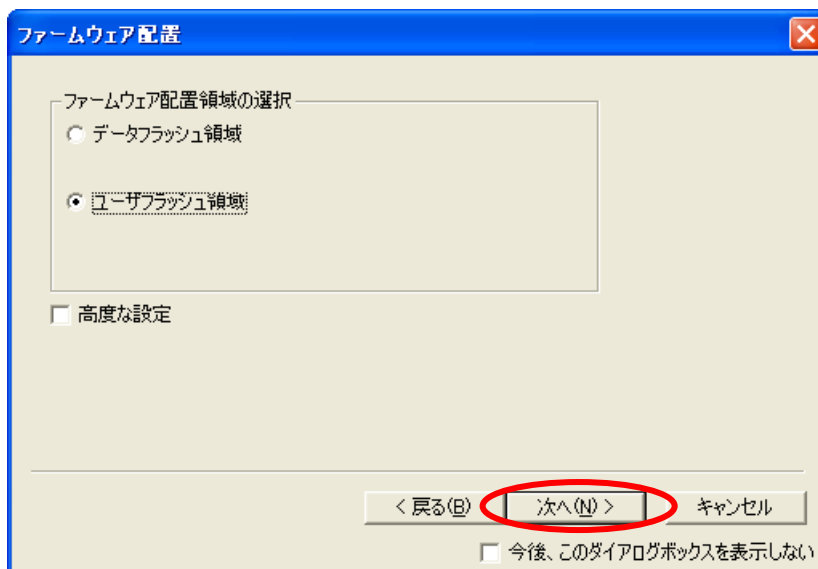 ファームウェア配置
ファームウェア配置領域の選択
データフラッシュ領域
ユーザフラッシュ領域
高度な設定
< 戻る(B) 次へ(N) > キャンセル
今後、このダイアログボックスを表示しない